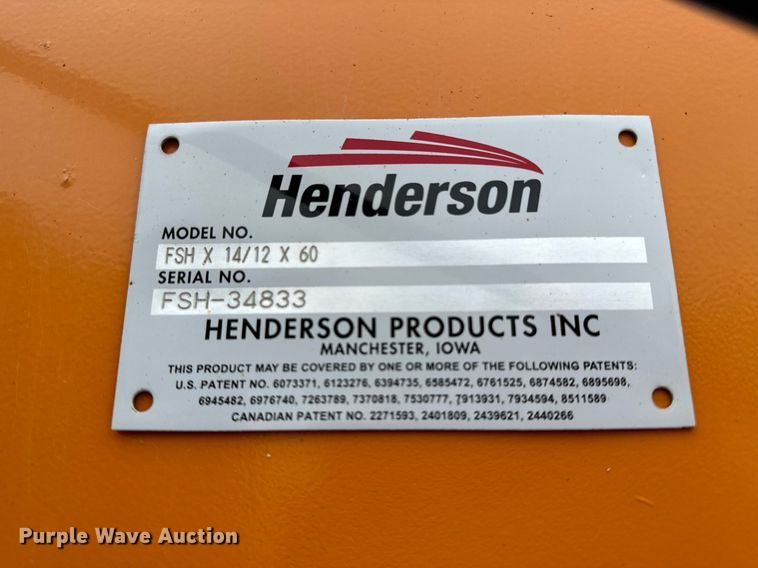 Henderson
MODEL NO.
FSH X 14/12 X 60
SERIAL NO.
FSH-34833
HENDERSON PRODUCTS INC
MANCHESTER, IOWA
THIS PRODUCT MAY BE COVERED BY ONE OR MORE OF THE FOLLOWING PATENTS:
U.S. PATENT NO. 6073371, 6123276, 6394735, 6585472, 6761525, 6874582, 6895698,
6945482, 6976740, 7263789, 7370818, 7530777, 7913931, 7934594, 8511589
CANADIAN PATENT NO. 2271593, 2401809, 2439621, 2440266
Purple Wave Auction